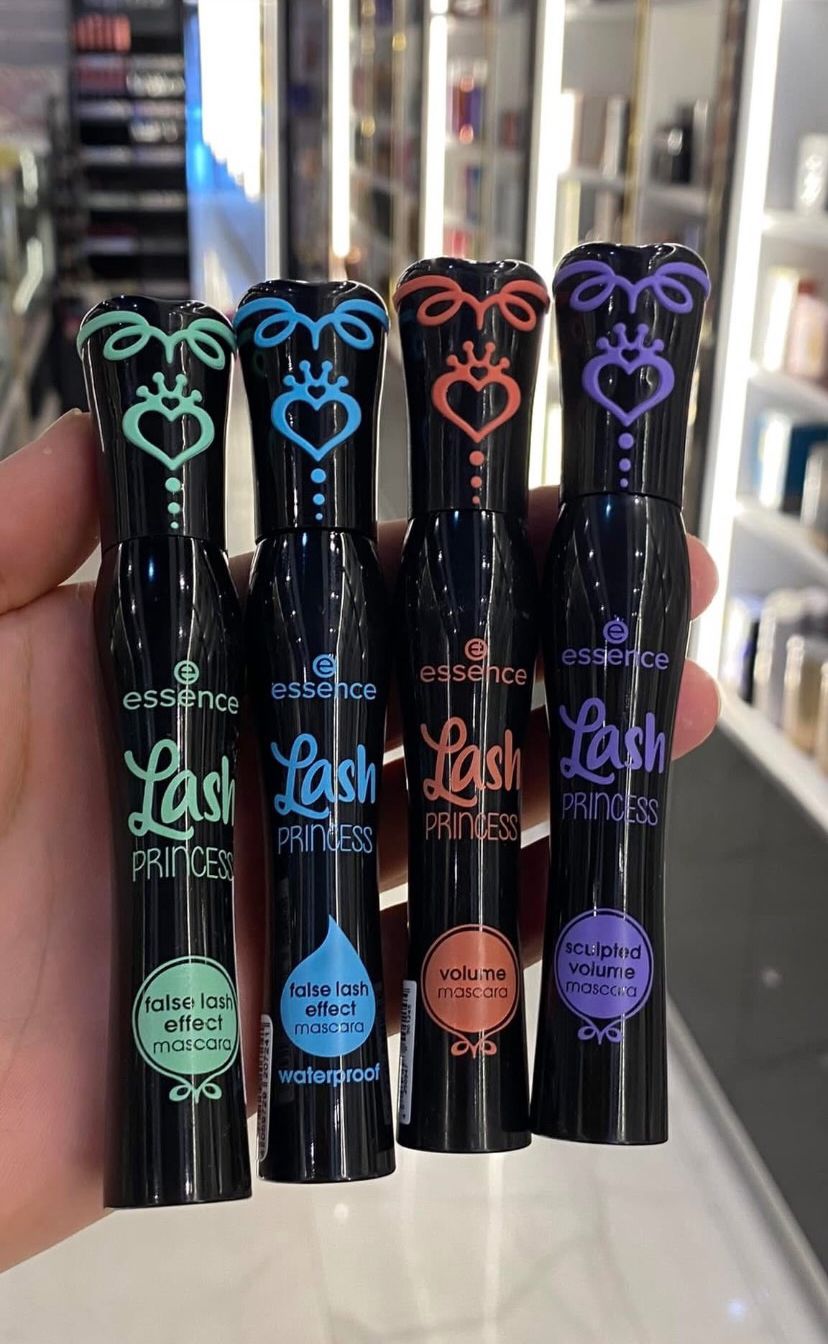 essence
Lash
PRINCESS
false lash
effect
mascara
essence
Lash
PRINCESS
false lash
effect
mascara
waterproof
essence
Lash
PRINCESS
volume
mascara
essence
Lash
PRINCESS
sculpted
volume
mascara